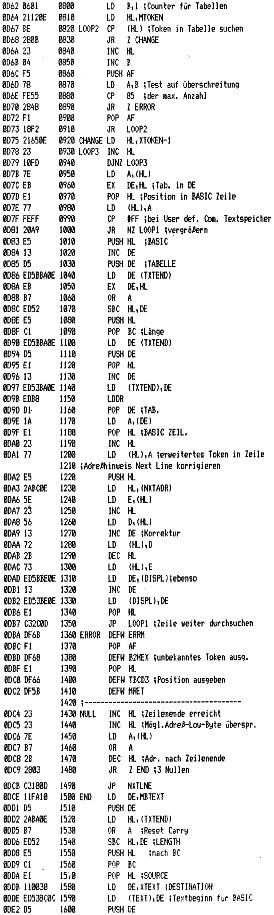 0D62 0601 0800 LD B,1 ;Counter für Tabellen
0D64 21120E 0810 LD HL,MTOKEN
0D67 BE 0820 LOOP2 CP (HL) ;Token in Tabelle suchen
0D68 280B 0830 JR Z CHANGE
0D6A 23 0840 INC HL
0D6B 04 0850 INC B
0D6C F5 0860 PUSH AF
0D6D 78 0870 LD A,B ;Test auf überschreitung
0D6E FE55 0880 CP 85 ;der max. Anzahl
0D70 2848 0890 JR Z ERROR
0D72 F1 0900 POP AF
0D73 18F2 0910 JR LOOP2
0D75 21650E 0920 CHANGE LD HL,XTOKEN-1
0D78 23 0930 LOOP3 INC HL
0D79 10FD 0940 DJNZ LOOP3
0D7B 7E 0950 LD A,(HL)
0D7C EB 0960 EX DE,HL ;Tab. in DE
0D7D E1 0970 POP HL ;Position in BASIC Zeile
0D7E 77 0980 LD (HL),A
0D7F FEFF 0990 CP #FF ;bei User def. Com. Textspeicher
0D81 20A9 1000 JR NZ LOOP1 ;vergrößern
0D83 E5 1010 PUSH HL ;BASIC
0D84 13 1020 INC DE
0D85 D5 1030 PUSH DE ;TABELLE
0D86 ED5BBA0E 1040 LD DE (TXTEND)
0D8A EB 1050 EX DE,HL
0D8B B7 1060 OR A
0D8C ED52 1070 SBC HL,DE
0D8E E5 1080 PUSH HL
0D8F C1 1090 POP BC ;Länge
0D90 ED5BBA0E 1100 LD DE (TXTEND)
0D94 D5 1110 PUSH DE
0D95 E1 1120 POP HL
0D96 13 1130 INC DE
0D97 ED53BA0E 1140 LD (TXTEND),DE
0D9B EDB8 1150 LDDR
0D9D D1 1160 POP DE ;TAB.
0D9E 1A 1170 LD A,(DE)
0D9F E1 1180 POP HL ;BASIC ZEIL.
0DA0 23 1190 INC HL
0DA1 77 1200 LD (HL),A ;erweitertes Token in Zeile
1210 ;Adreßhinweis Next Line korrigieren
0DA2 E5 1220 PUSH HL
0DA3 2ABC0E 1230 LD HL,(NXTADR)
0DA6 5E 1240 LD E,(HL)
0DA7 23 1250 INC HL
0DA8 56 1260 LD D,(HL)
0DA9 13 1270 INC DE ;Korrektur
0DAA 72 1280 LD (HL),D
0DAB 2B 1290 DEC HL
0DAC 73 1300 LD (HL),E
0DAD ED5BBE0E 1310 LD DE,(DISPL) ;ebenso
0DB1 13 1320 INC DE
0DB2 ED53BE0E 1330 LD (DISPL),DE
0DB6 E1 1340 POP HL
0DB7 C32C0D 1350 JP LOOP1 ;Zeile weiter durchsuchen
0DBA DF6B 1360 ERROR DEFW ERRM
0DBC F1 1370 POP AF
0DBD DF68 1380 DEFW B2MEX ;unbekanntes Token ausg.
0DBF E1 1390 POP HL
0DC0 DF66 1400 DEFW TBCD3 ;Position ausgeben
0DC2 DF5B 1410 DEFW MRET
1420 ;----------------------------------
0DC4 23 1430 NULL INC HL ;Zeilenende erreicht
0DC5 23 1440 INC HL ;Mögl.Adreß-Low-Byte überspr.
0DC6 7E 1450 LD A,(HL)
0DC7 B7 1460 OR A
0DC8 2B 1470 DEC HL ;Adr. nach Zeilenende
0DC9 2803 1480 JR Z END ;3 Nullen
0DCB 1490 JP NXTLNE
0DCE 11FA10 1500 END LD DE,MBTEXT
0DD1 D5 1510 PUSH DE
0DD2 2ABA0E 1520 LD HL,(TXTEND)
0DD5 B7 1530 OR A ;Reset Carry
0DD6 ED52 1540 SBC HL,DE ;LENGTH
0DD8 E5 1550 PUSH HL ;nach BC
0DD9 C1 1560 POP BC
0DDA E1 1570 POP HL ;SOURCE
0DDB 110030 1580 LD DE,XTEXT ;DESTINATION
0DDE ED53BC0C 1590 LD (TEXT),DE ;Textbeginn für BASIC
0DE2 D5 1600 PUSH DE